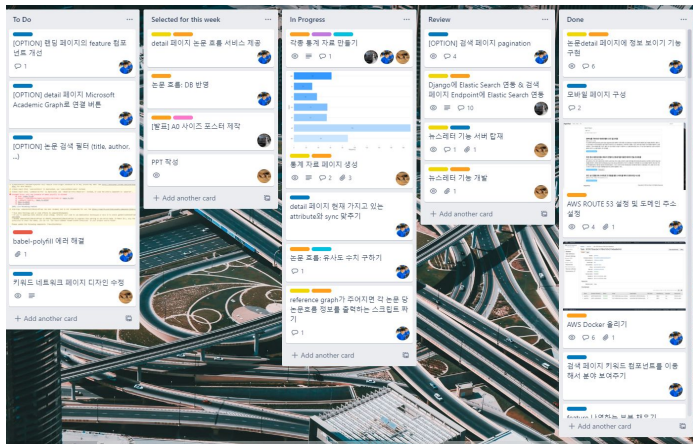 To Do
[OPTION] 랜딩 페이지의 feature 컴포
넌트 개선
1
[OPTION] detail 페이지 Microsoft
Academic Graph로 연결 버튼
[OPTION] 논문 검색 필터 (title, author,
...)
babel-polyfill 에러 해결
1
키워드 네트워크 페이지 디자인 수정
+ Add another card
Selected for this week
detail 페이지 논문 흐름 서비스 제공
논문 흐름: DB 반영
[발표] A0 사이즈 포스터 제작
PPT 작성
+ Add another card
In Progress
각종 통계 자료 만들기
1
통계 자료 페이지 생성
2 3
detail 페이지 현재 가지고 있는
attribute와 sync 맞추기
논문 흐름: 유사도 수치 구하기
1
reference graph가 주어지면 각 논문 당
논문흐름 정보를 출력하는 스크립트 짜
기
1
+ Add another card
Review
[OPTION] 검색 페이지 pagination
4
Django에 Elastic Search 연동 & 검색
페이지 Endpoint에 Elastic Search 연동
10
뉴스레터 기능 서버 탑재
1 1
뉴스레터 기능 개발
1
+ Add another card
Done
논문detail 페이지에 정보 보이기 기능
구현
6
모바일 페이지 구성
2
AWS ROUTE 53 설정 및 도메인 주소
설정
4 1
AWS Docker 올리기
6 1
검색 페이지 키워드 컴포넌트를 이용
해서 분야 보여주기
+ Add another card